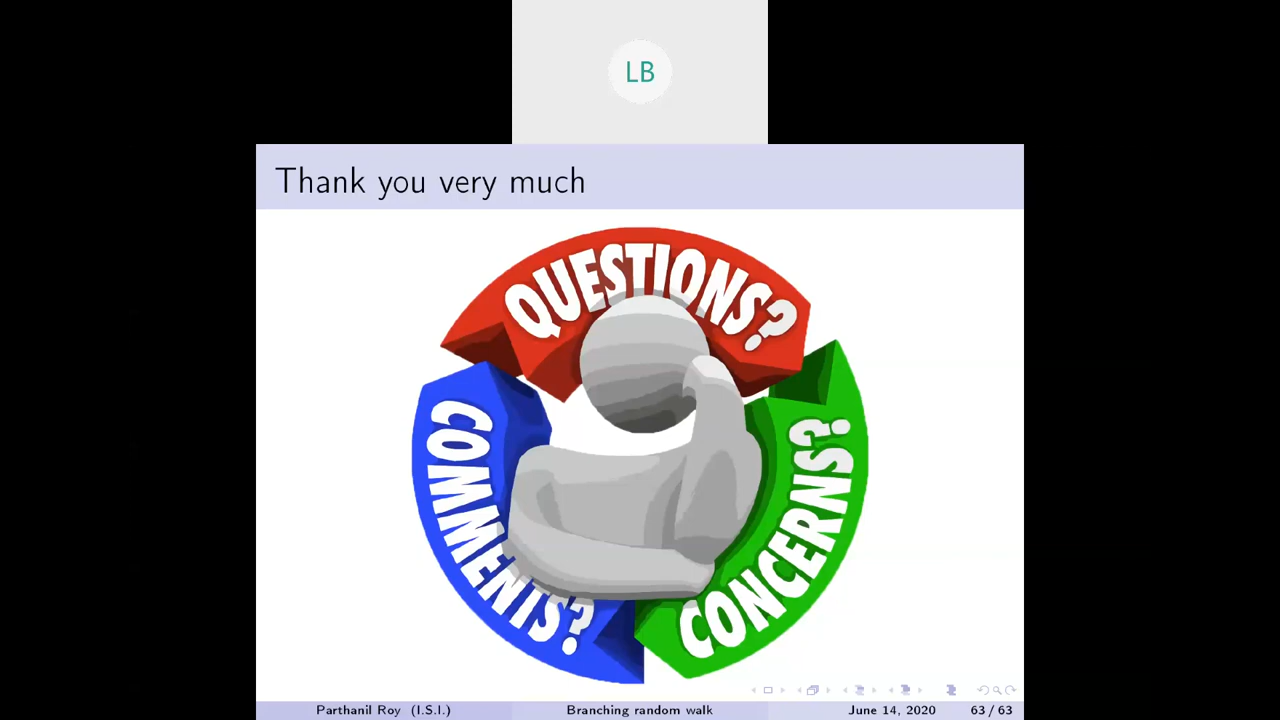 LB
Thank you very much
QUESTIONS?
COMMENTS?
CONCERNS?
Parthanil Roy (I.S.I.) Branching random walk June 14, 2020 63 / 63